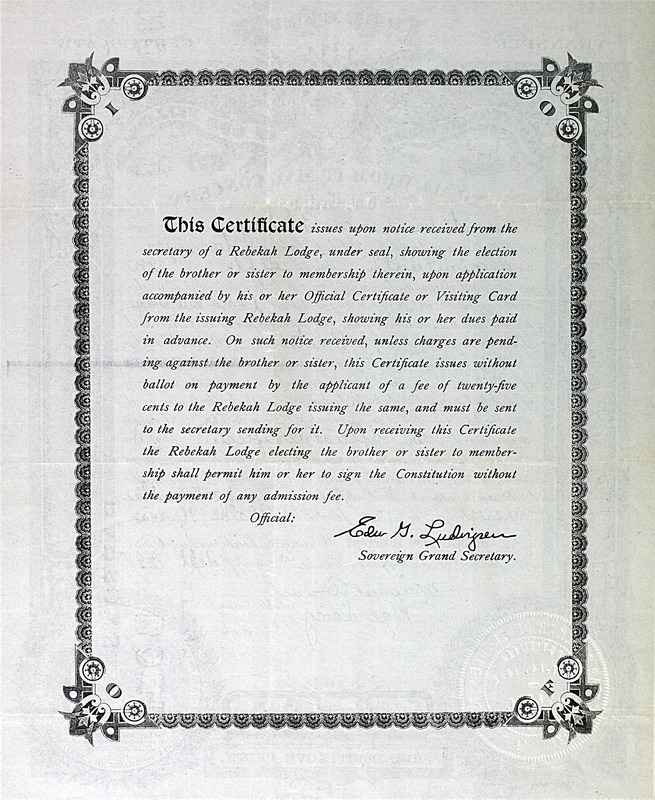 I
O
This Certificate issues upon notice received from the
secretary of a Rebekah Lodge, under seal, showing the election
of the brother or sister to membership therein, upon application
accompanied by his or her Official Certificate or Visiting Card
from the issuing Rebekah Lodge, showing his or her dues paid
in advance. On such notice received, unless charges are pend-
ing against the brother or sister, this Certificate issues without
ballot on payment by the applicant of a fee of twenty-five
cents to the Rebekah Lodge issuing the same, and must be sent
to the secretary sending for it. Upon receiving this Certificate
the Rebekah Lodge electing the brother or sister to member-
ship shall permit him or her to sign the Constitution without
the payment of any admission fee.
Official:
Edw G. Ludvigsen
Sovereign Grand Secretary.
O
F